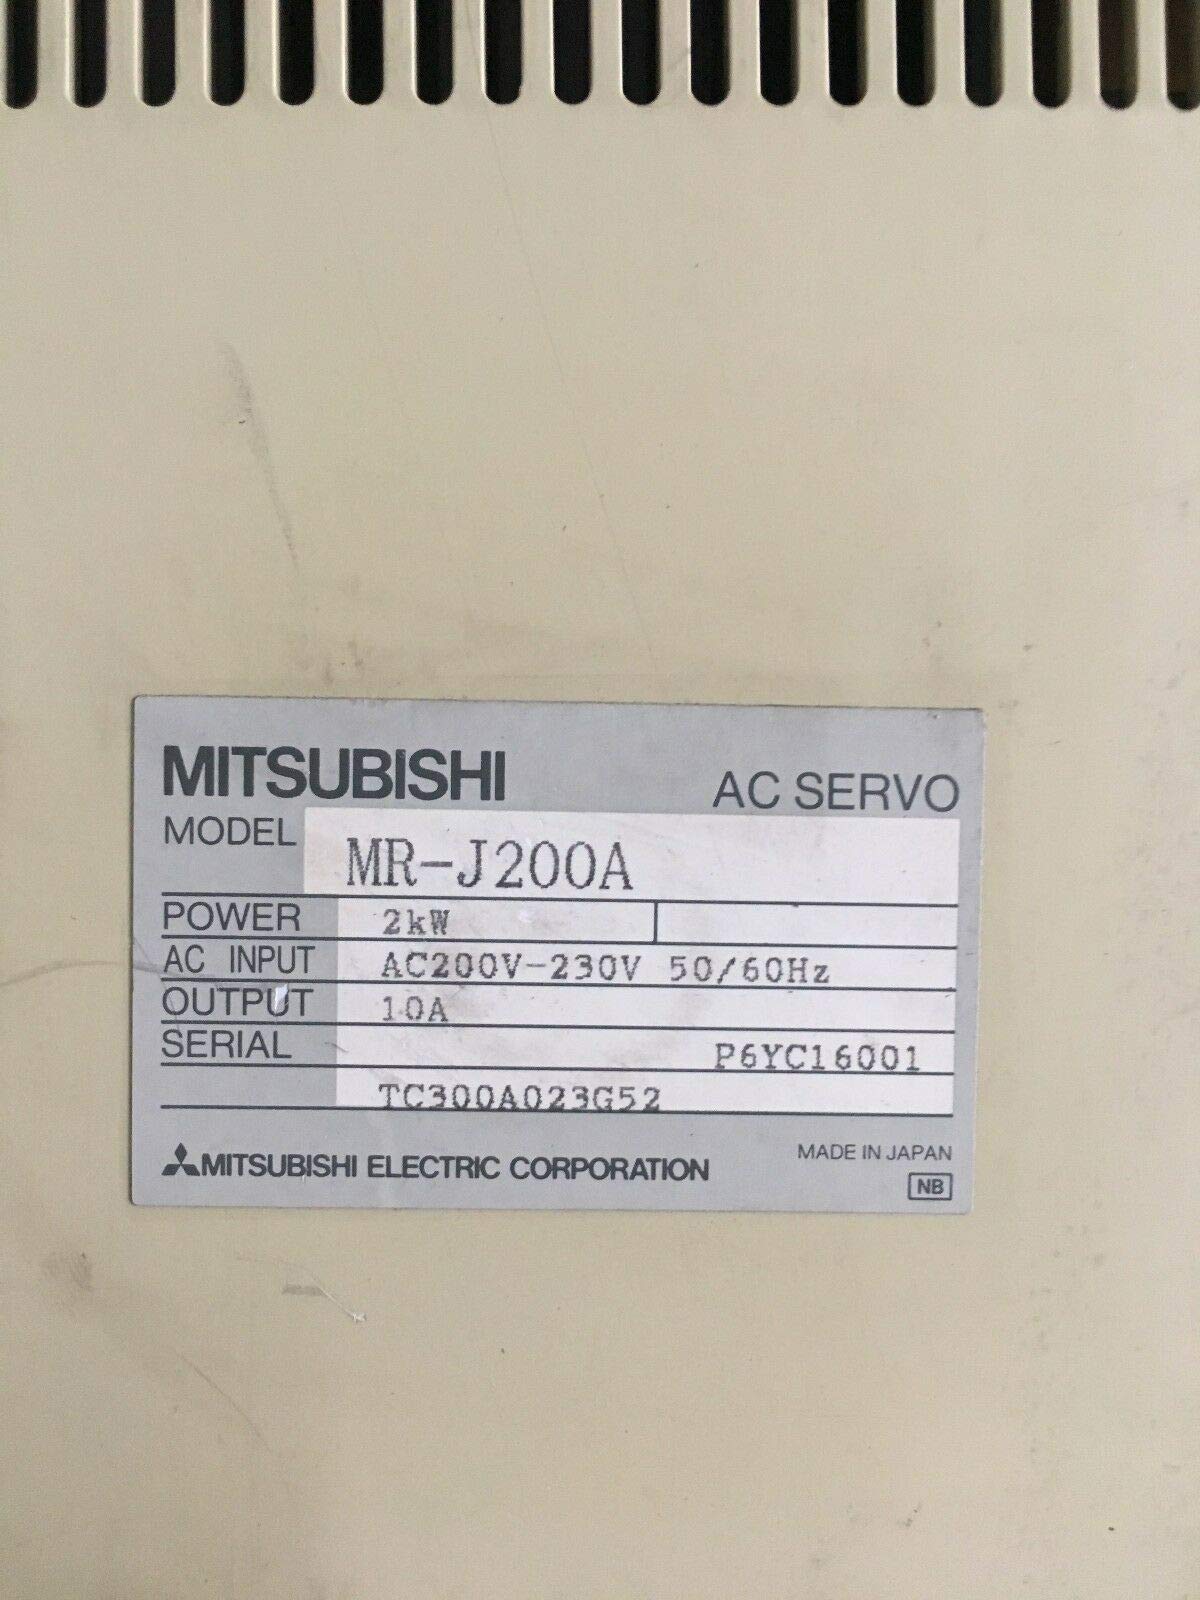 MITSUBISHI AC SERVO
MODEL MR-J200A
POWER 2kW
AC INPUT AC200V-230V 50/60Hz
OUTPUT 10A
SERIAL P6YC16001
TC300A023G52
MITSUBISHI ELECTRIC CORPORATION MADE IN JAPAN
NB